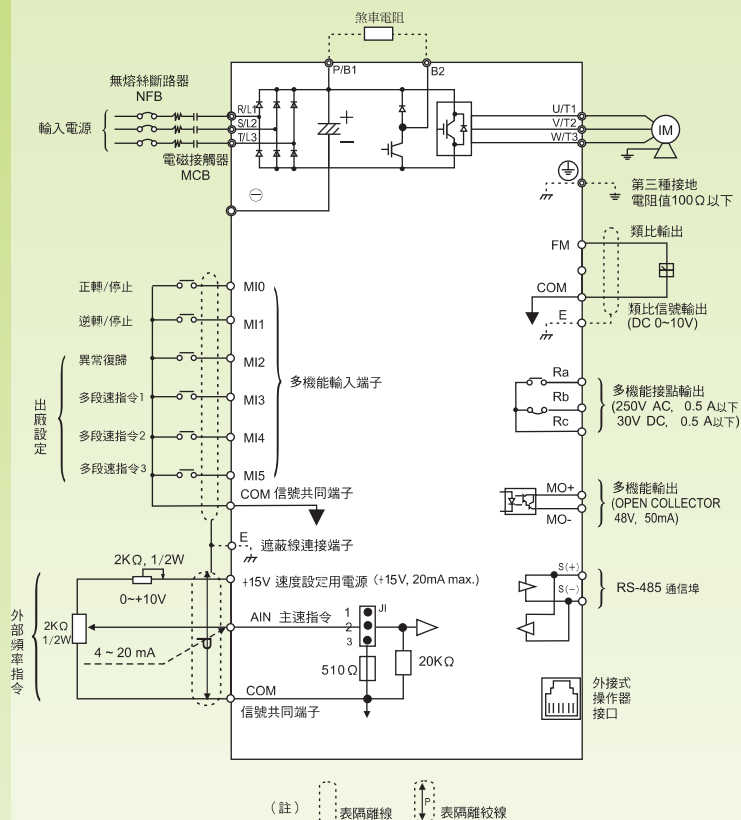 煞車電阻
P/B1
B2
無熔絲斷路器
NFB
輸入電源
R/L1
S/L2
T/L3
電磁接觸器
MCB
U/T1
V/T2
W/T3
IM
第三種接地
電阻值100Ω以下
FM
類比輸出
COM
E
類比信號輸出
(DC 0~10V)
出廠設定
正轉/停止
MI0
逆轉/停止
MI1
異常復歸
MI2
多段速指令1
MI3
多段速指令2
MI4
多段速指令3
MI5
多機能輸入端子
COM 信號共同端子
E
遮蔽線連接端子
Ra
Rb
Rc
多機能接點輸出
(250V AC, 0.5 A以下
30V DC, 0.5 A以下)
MO+
MO-
多機能輸出
(OPEN COLLECTOR
48V, 50mA)
外部頻率指令
2KΩ, 1/2W
0~+10V
2KΩ
1/2W
4 ~ 20 mA
P
+15V 速度設定用電源 (+15V, 20mA max.)
AIN 主速指令
1
2
3
JI
510Ω
20KΩ
COM
信號共同端子
S(+)
S(−)
RS-485 通信埠
外接式
操作器
接口
(註)
表隔離線
P
表隔離絞線